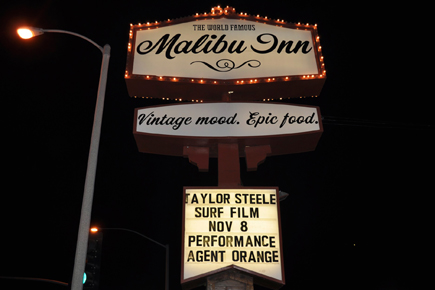 THE WORLD FAMOUS
Malibu Inn
Vintage mood. Epic food.
TAYLOR STEELE
SURF FILM
NOV 8
PERFORMANCE
AGENT ORANGE